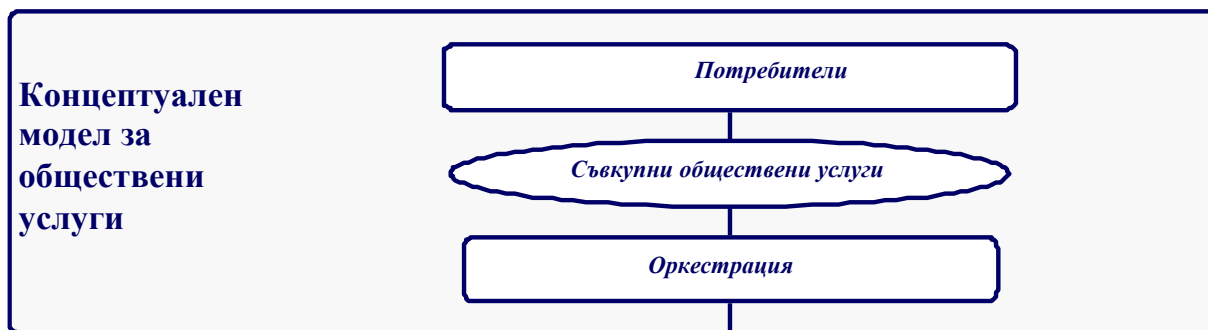 Концептуален
модел за
обществени
услуги
Потребители
Съвкупни обществени услуги
Оркестрация